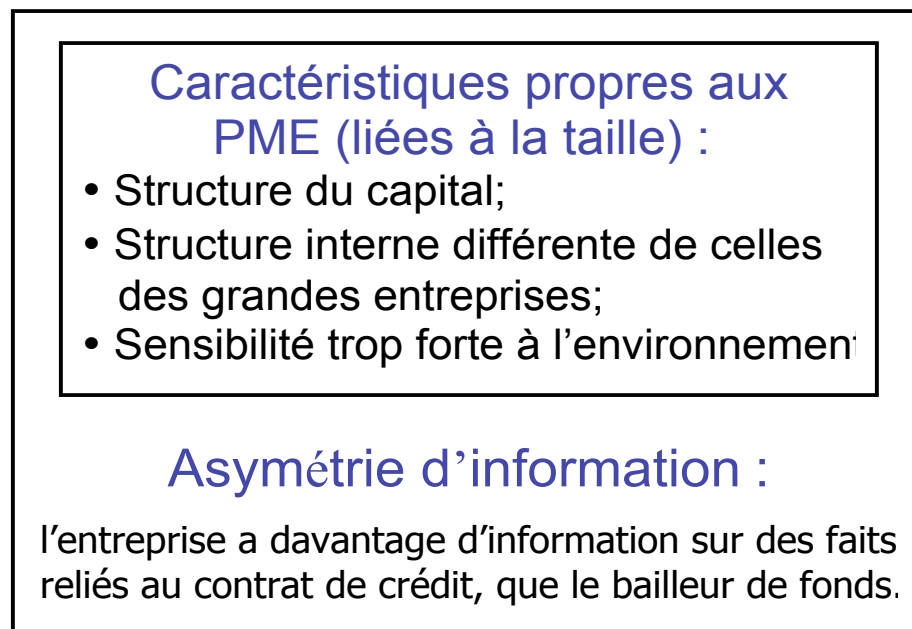 Caractéristiques propres aux
PME (liées à la taille) :
• Structure du capital;
• Structure interne différente de celles
des grandes entreprises;
• Sensibilité trop forte à l’environnement
Asymétrie d’information :
l’entreprise a davantage d’information sur des faits
reliés au contrat de crédit, que le bailleur de fonds.